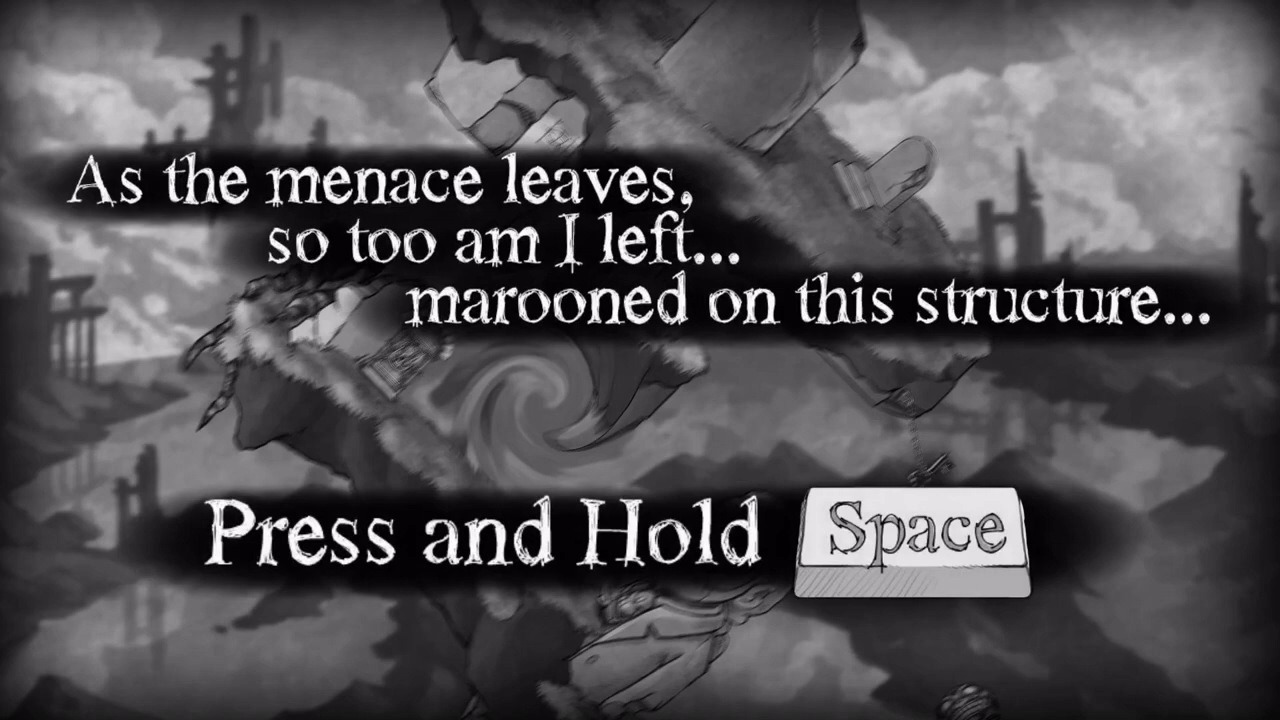 As the menace leaves,
so too am I left...
marooned on this structure...
Press and Hold Space